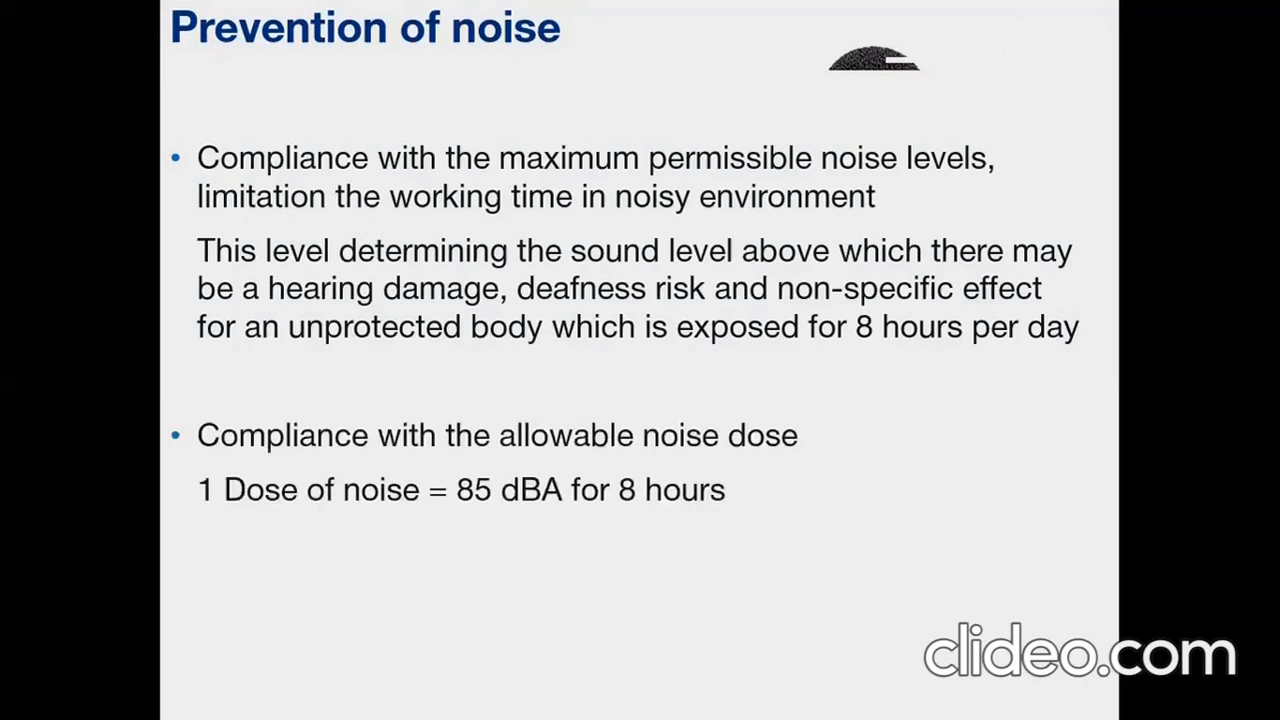 Prevention of noise
• Compliance with the maximum permissible noise levels,
limitation the working time in noisy environment
This level determining the sound level above which there may
be a hearing damage, deafness risk and non-specific effect
for an unprotected body which is exposed for 8 hours per day
• Compliance with the allowable noise dose
1 Dose of noise = 85 dBA for 8 hours
clideo.com